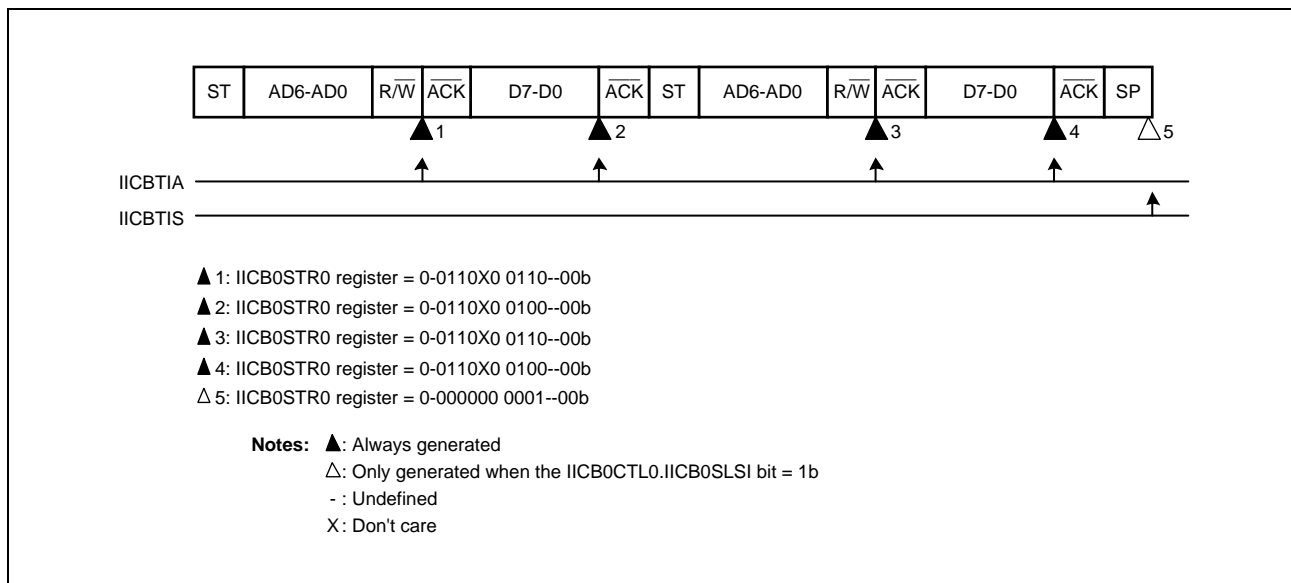 ST AD6-AD0 R/W ACK D7-D0 ACK ST AD6-AD0 R/W ACK D7-D0 ACK SP
1 2 3 4 5
IICBTIA
IICBTIS
▲ 1: IICB0STR0 register = 0-0110X0 0110--00b
▲ 2: IICB0STR0 register = 0-0110X0 0100--00b
▲ 3: IICB0STR0 register = 0-0110X0 0110--00b
▲ 4: IICB0STR0 register = 0-0110X0 0100--00b
△ 5: IICB0STR0 register = 0-000000 0001--00b
Notes: ▲: Always generated
△: Only generated when the IICB0CTL0.IICB0SLSI bit = 1b
- : Undefined
X: Don't care